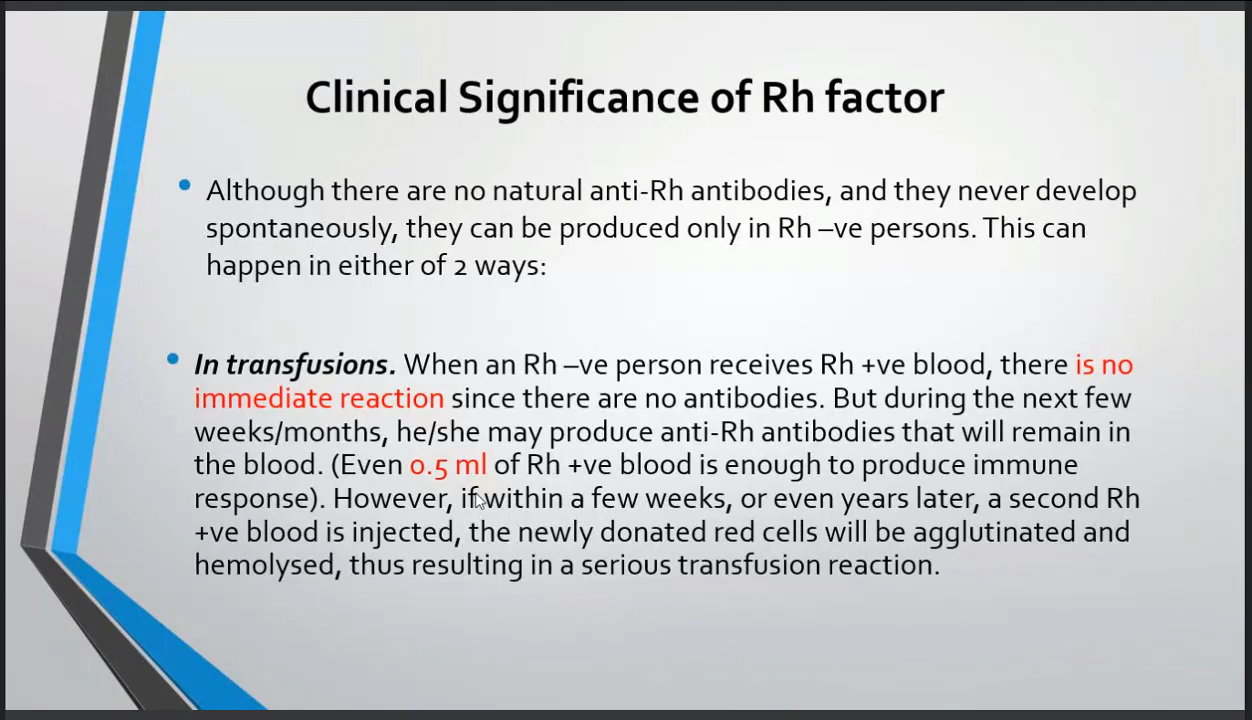 Clinical Significance of Rh factor
• Although there are no natural anti-Rh antibodies, and they never develop
spontaneously, they can be produced only in Rh –ve persons. This can
happen in either of 2 ways:
• In transfusions. When an Rh –ve person receives Rh +ve blood, there is no
immediate reaction since there are no antibodies. But during the next few
weeks/months, he/she may produce anti-Rh antibodies that will remain in
the blood. (Even 0.5 ml of Rh +ve blood is enough to produce immune
response). However, if within a few weeks, or even years later, a second Rh
+ve blood is injected, the newly donated red cells will be agglutinated and
hemolysed, thus resulting in a serious transfusion reaction.